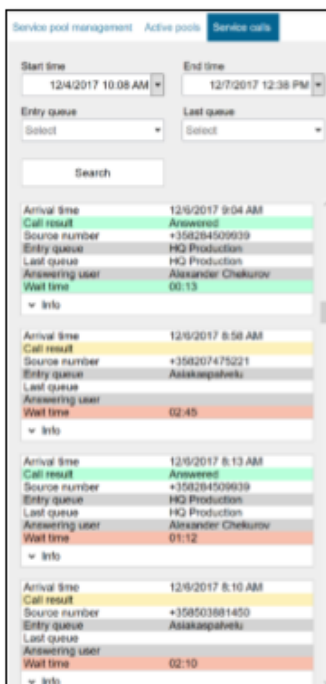 Service pool management Active pools Service calls
Start time End time
12/4/2017 10.08 AM 12/7/2017 12:38 PM
Entry queue Last queue
Select Select
Search
Arrival time 12/6/2017 9:04 AM
Call result Answered
Source number +358284509939
Entry queue HQ Production
Last queue HQ Production
Answering user Alexander Chekurov
Wait time 00:13
Info
Arrival time 12/6/2017 8:58 AM
Call result
Source number +358207475221
Entry queue Asiakaspalvelu
Last queue
Answering user
Wait time 02:45
Info
Arrival time 12/6/2017 8:13 AM
Call result Answered
Source number +358284509939
Entry queue HQ Production
Last queue HQ Production
Answering user Alexander Chekurov
Wait time 01:12
Info
Arrival time 12/6/2017 8:10 AM
Call result
Source number +358503881450
Entry queue Asiakaspalvelu
Last queue
Answering user
Wait time 02:10
Info